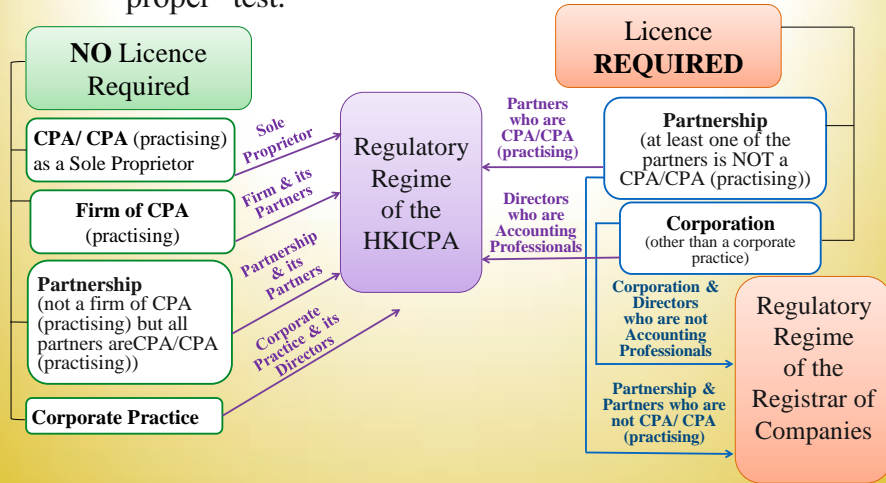 proper" test.
NO Licence
Required
CPA/ CPA (practising)
as a Sole Proprietor
Firm of CPA
(practising)
Partnership
(not a firm of CPA
(practising) but all
partners areCPA/CPA
(practising))
Corporate Practice
Sole
Proprietor
Firm & its
Partners
Partnership
& its
Partners
Corporate
Practice & its
Directors
Regulatory
Regime
of the
HKICPA
Licence
REQUIRED
Partners
who are
CPA/CPA
(practising)
Directors
who are
Accounting
Professionals
Partnership
(at least one of the
partners is NOT a
CPA/CPA (practising))
Corporation
(other than a corporate
practice)
Corporation &
Directors
who are not
Accounting
Professionals
Partnership &
Partners who are
not CPA/ CPA
(practising)
Regulatory
Regime
of the
Registrar of
Companies